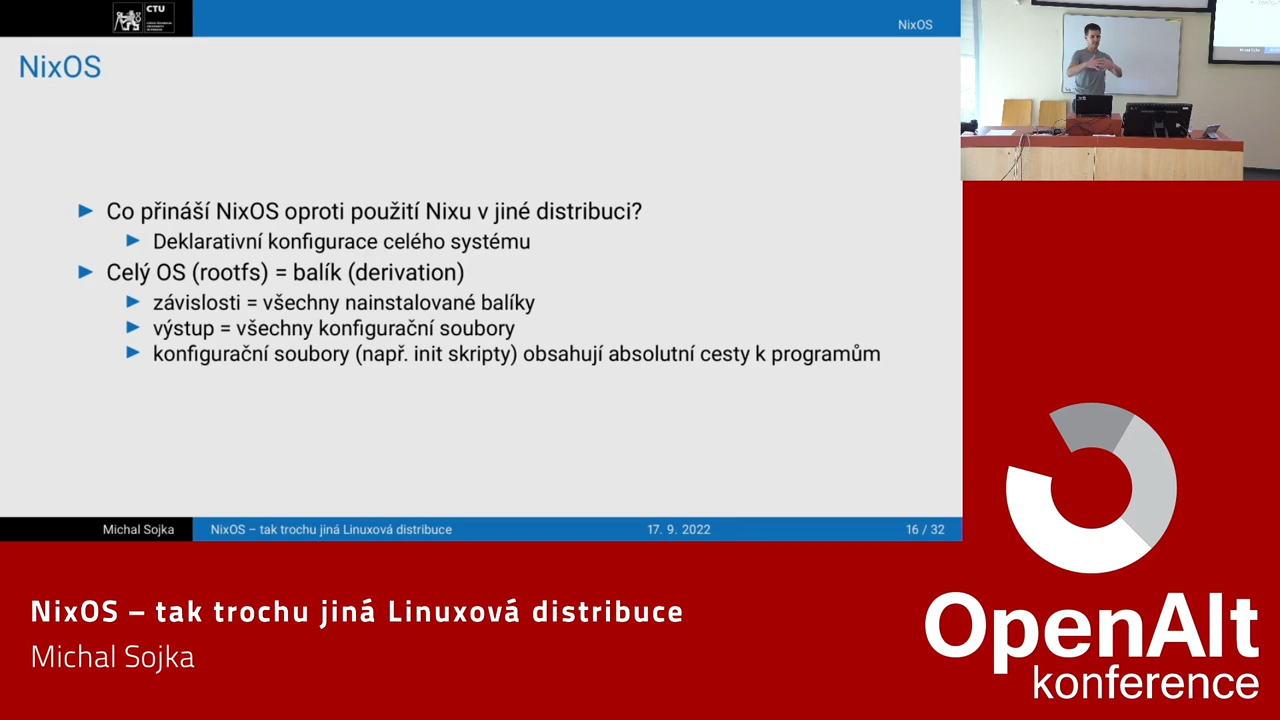 CTU
NixOS
NixOS
Co přináší NixOS oproti použití Nixu v jiné distribuci?
Deklarativní konfigurace celého systému
Celý OS (rootfs) = balík (derivation)
závislosti = všechny nainstalované balíky
výstup = všechny konfigurační soubory
konfigurační soubory (např. init skripty) obsahují absolutní cesty k programům
Michal Sojka
NixOS – tak trochu jiná Linuxová distribuce
17. 9. 2022
16 / 32
NixOS – tak trochu jiná Linuxová distribuce
Michal Sojka
OpenAlt
konference